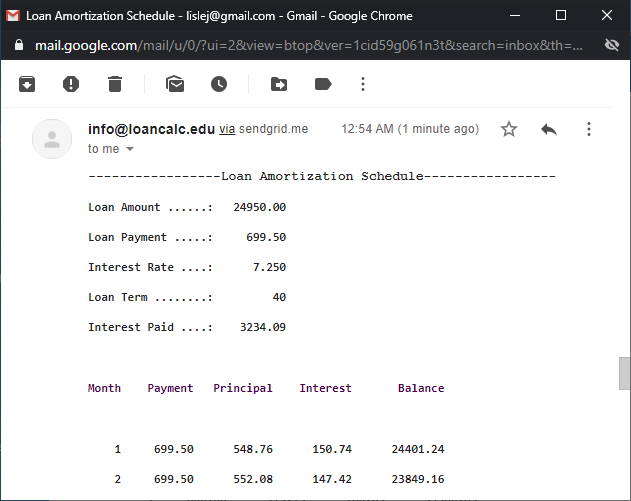 Loan Amortization Schedule - lislej@gmail.com - Gmail - Google Chrome
mail.google.com/mail/u/0/?ui=2&view=btop&ver=1cid59g061n3t&search=inbox&th=...
info@loancalc.edu via sendgrid.me 12:54 AM (1 minute ago)
to me
-----------------Loan Amortization Schedule-----------------
Loan Amount ......: 24950.00
Loan Payment .....: 699.50
Interest Rate ....: 7.250
Loan Term ........: 40
Interest Paid ....: 3234.09
Month Payment Principal Interest Balance
1 699.50 548.76 150.74 24401.24
2 699.50 552.08 147.42 23849.16